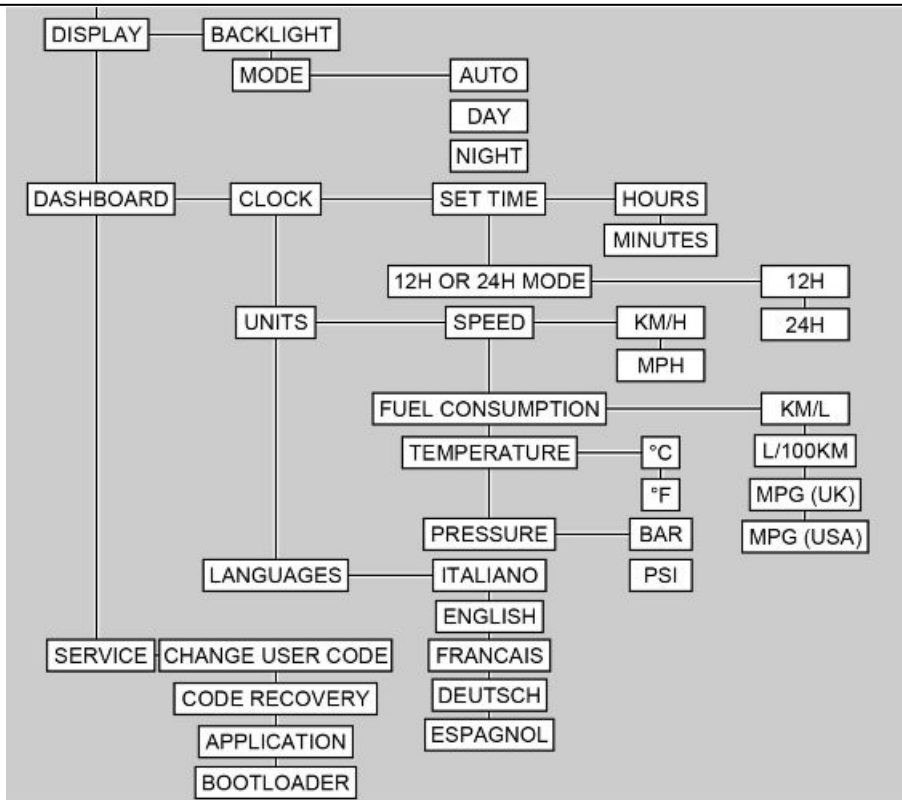 DISPLAY BACKLIGHT
MODE AUTO
DAY
NIGHT
DASHBOARD CLOCK SET TIME HOURS
MINUTES
12H OR 24H MODE 12H
UNITS SPEED KM/H 24H
MPH
FUEL CONSUMPTION KM/L
TEMPERATURE °C L/100KM
°F MPG (UK)
PRESSURE BAR MPG (USA)
LANGUAGES ITALIANO PSI
ENGLISH
SERVICE CHANGE USER CODE FRANCAIS
CODE RECOVERY DEUTSCH
APPLICATION ESPAGNOL
BOOTLOADER